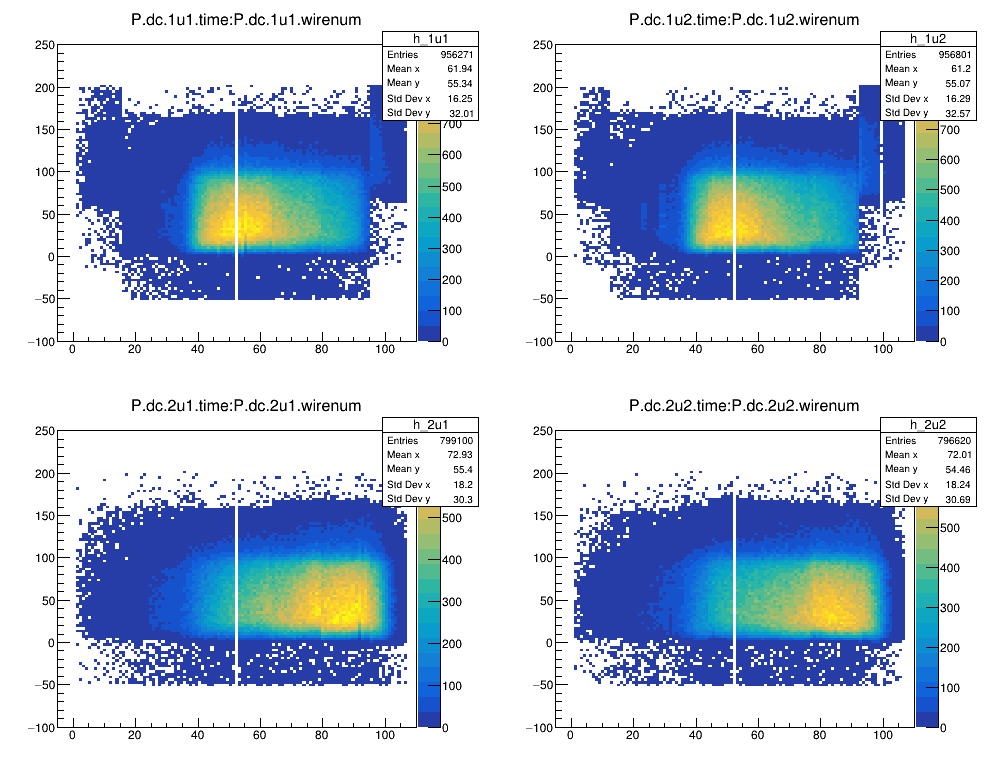 P.dc.1u1.time:P.dc.1u1.wirenum
h_1u1
Entries 956271
Mean x 61.94
Mean y 55.34
Std Dev x 16.25
Std Dev y 32.01
250
200
150
100
50
0
−50
−100
0 20 40 60 80 100
700
600
500
400
300
200
100
0
P.dc.1u2.time:P.dc.1u2.wirenum
h_1u2
Entries 956801
Mean x 61.2
Mean y 55.07
Std Dev x 16.29
Std Dev y 32.57
250
200
150
100
50
0
−50
−100
0 20 40 60 80 100
700
600
500
400
300
200
100
0
P.dc.2u1.time:P.dc.2u1.wirenum
h_2u1
Entries 799100
Mean x 72.93
Mean y 55.4
Std Dev x 18.2
Std Dev y 30.3
250
200
150
100
50
0
−50
−100
0 20 40 60 80 100
500
400
300
200
100
0
P.dc.2u2.time:P.dc.2u2.wirenum
h_2u2
Entries 796620
Mean x 72.01
Mean y 54.46
Std Dev x 18.24
Std Dev y 30.69
250
200
150
100
50
0
−50
−100
0 20 40 60 80 100
500
400
300
200
100
0